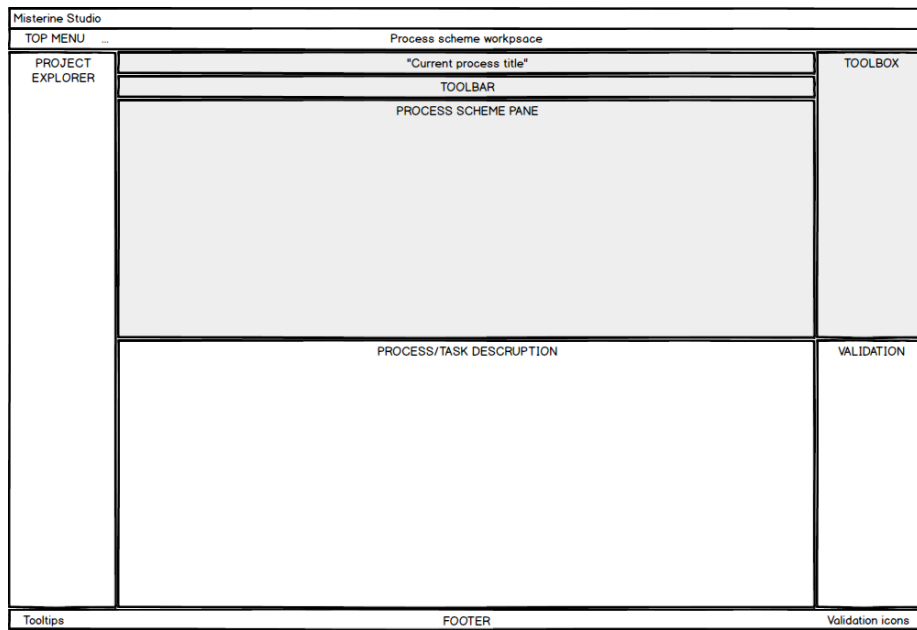 Misterine Studio
TOP MENU ... Process scheme workpsace
PROJECT
EXPLORER
"Current process title"
TOOLBAR
PROCESS SCHEME PANE
TOOLBOX
PROCESS/TASK DESCRUPTION
VALIDATION
Tooltips FOOTER Validation icons